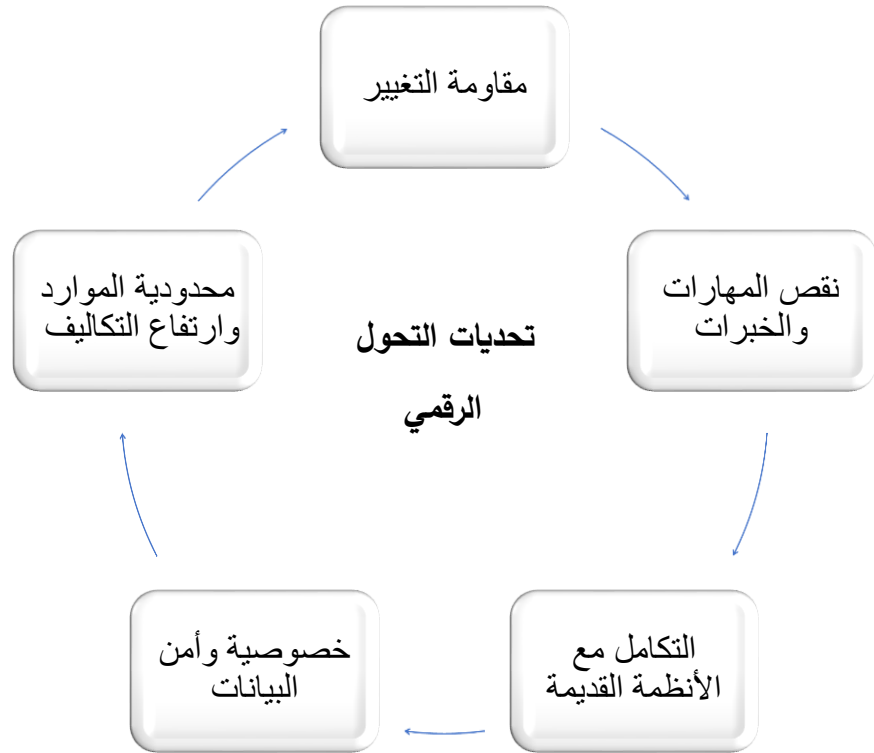 مقاومة التغيير
نقص المهارات
والخبرات
التكامل مع
الأنظمة القديمة
خصوصية وأمن
البيانات
محدودية الموارد
وارتفاع التكاليف
تحديات التحول
الرقمي